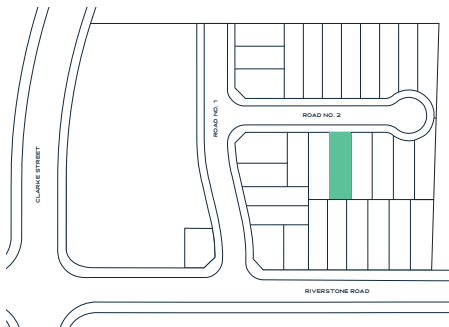 ROAD NO. 1
ROAD NO. 2
CLARKE STREET
RIVERSTONE ROAD